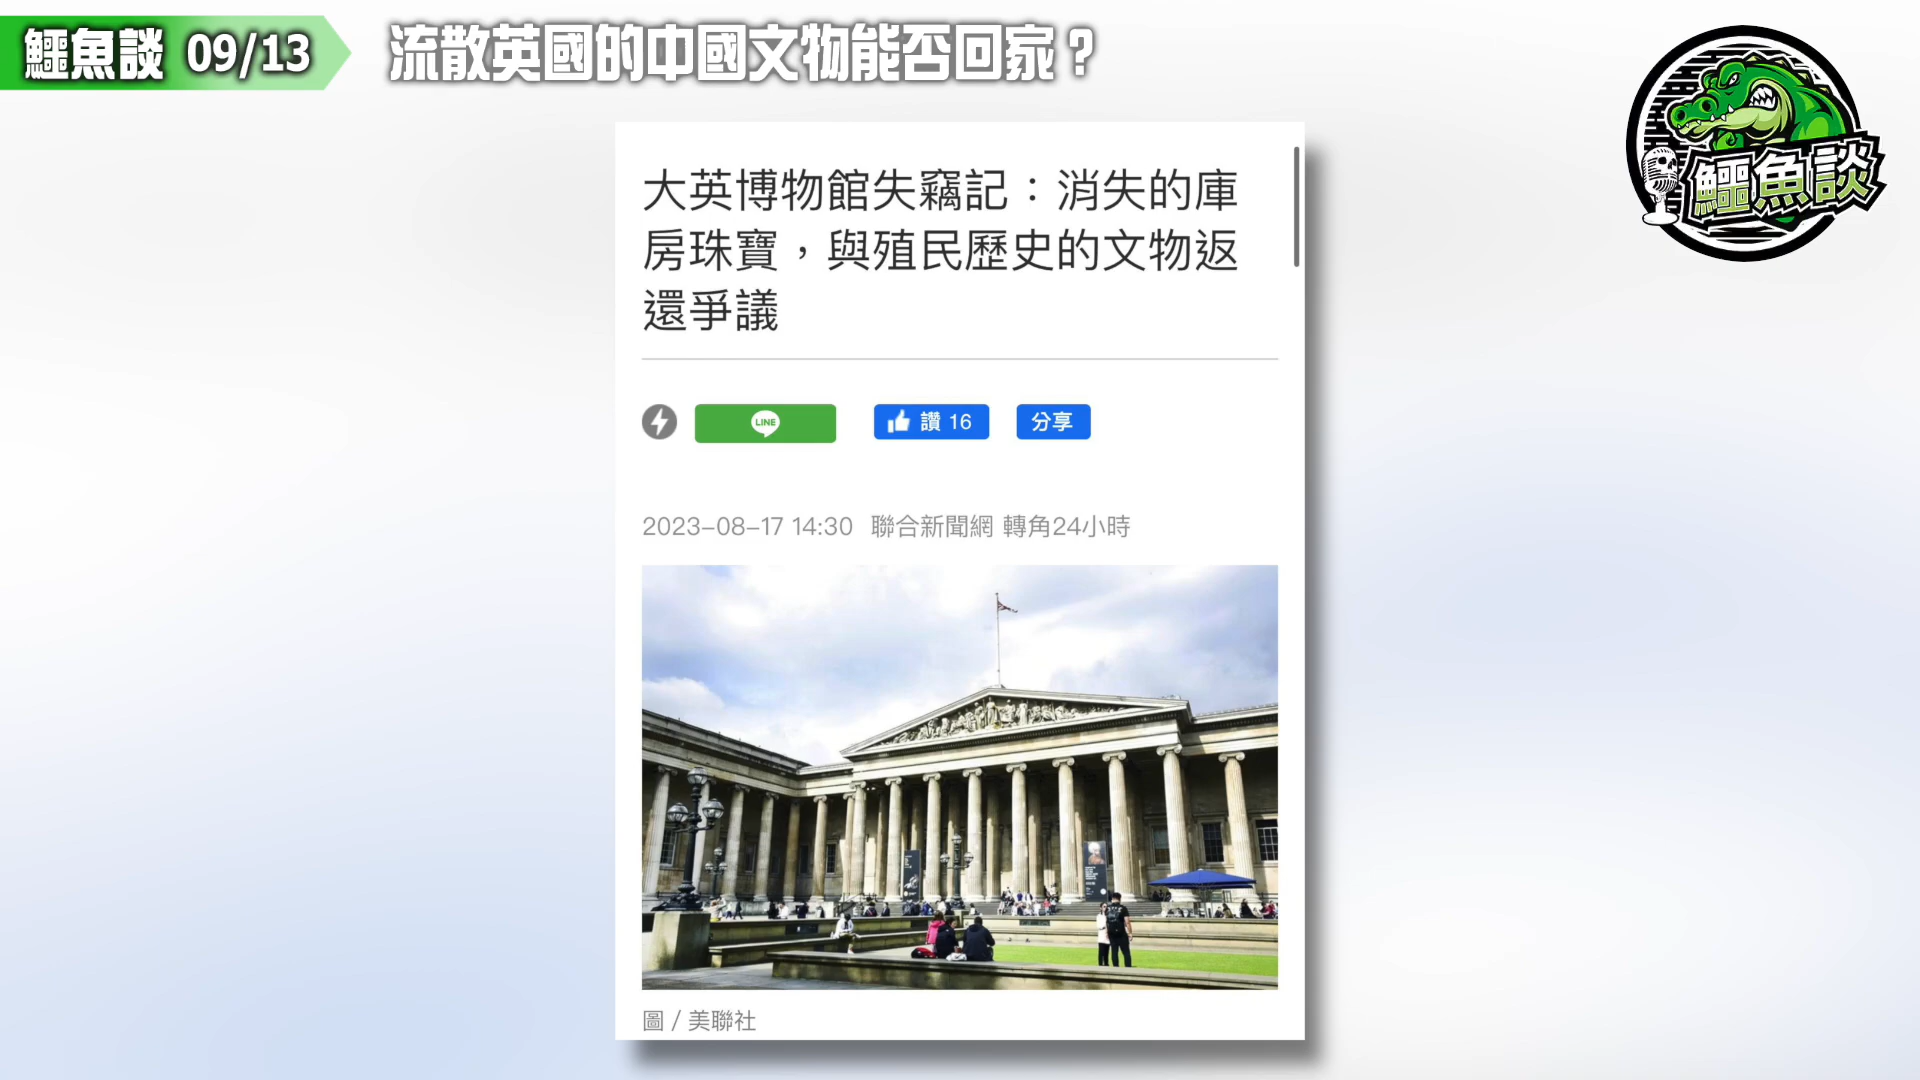 鱷魚談 09/13
流散英國的中國文物能否回家？
鱷魚談
大英博物館失竊記：消失的庫
房珠寶，與殖民歷史的文物返
還爭議
LINE
讚 16
分享
2023-08-17 14:30 聯合新聞網 轉角24小時
圖 / 美聯社